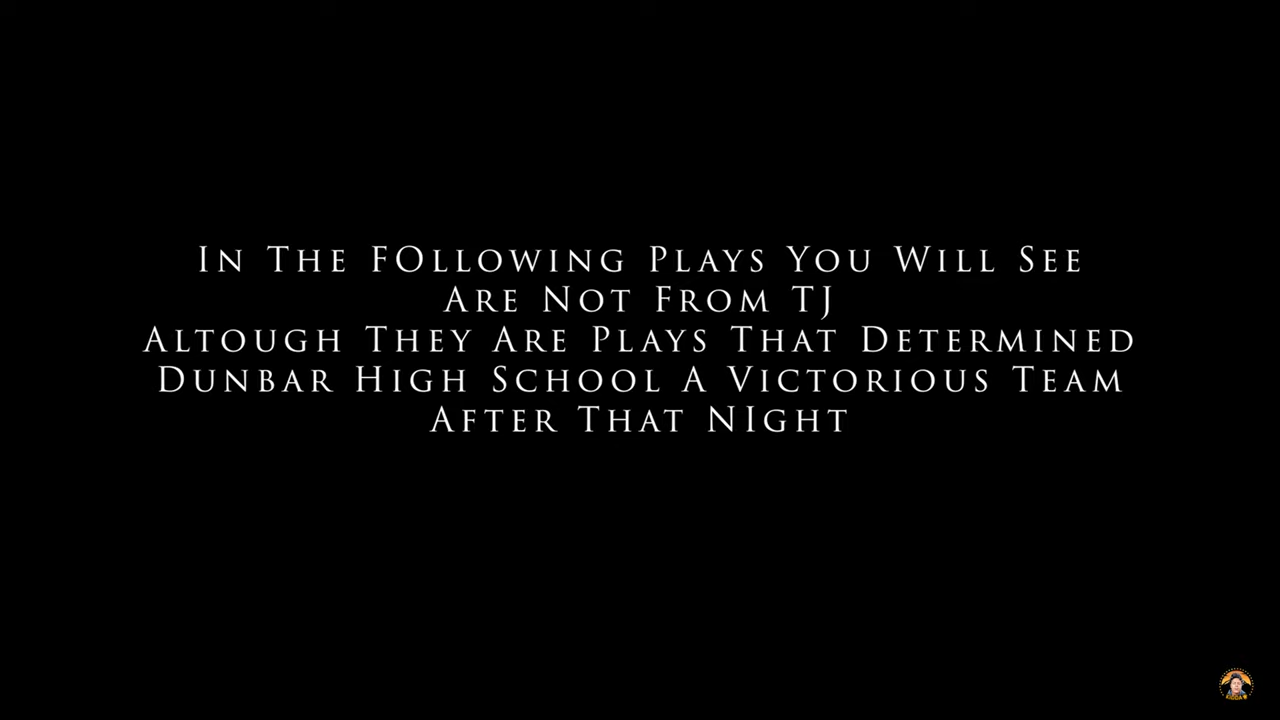 In The FOllowing Plays You Will See
Are Not From TJ
Altough They Are Plays That Determined
Dunbar High School A Victorious Team
After That NIght